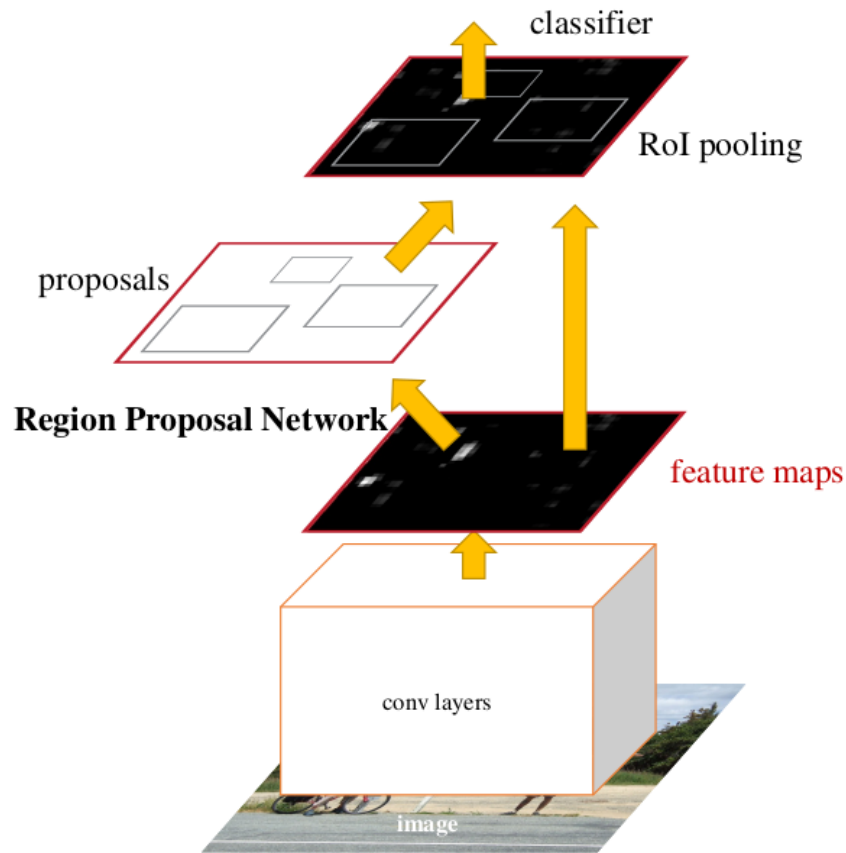 classifier
RoI pooling
proposals
Region Proposal Network
feature maps
conv layers
image